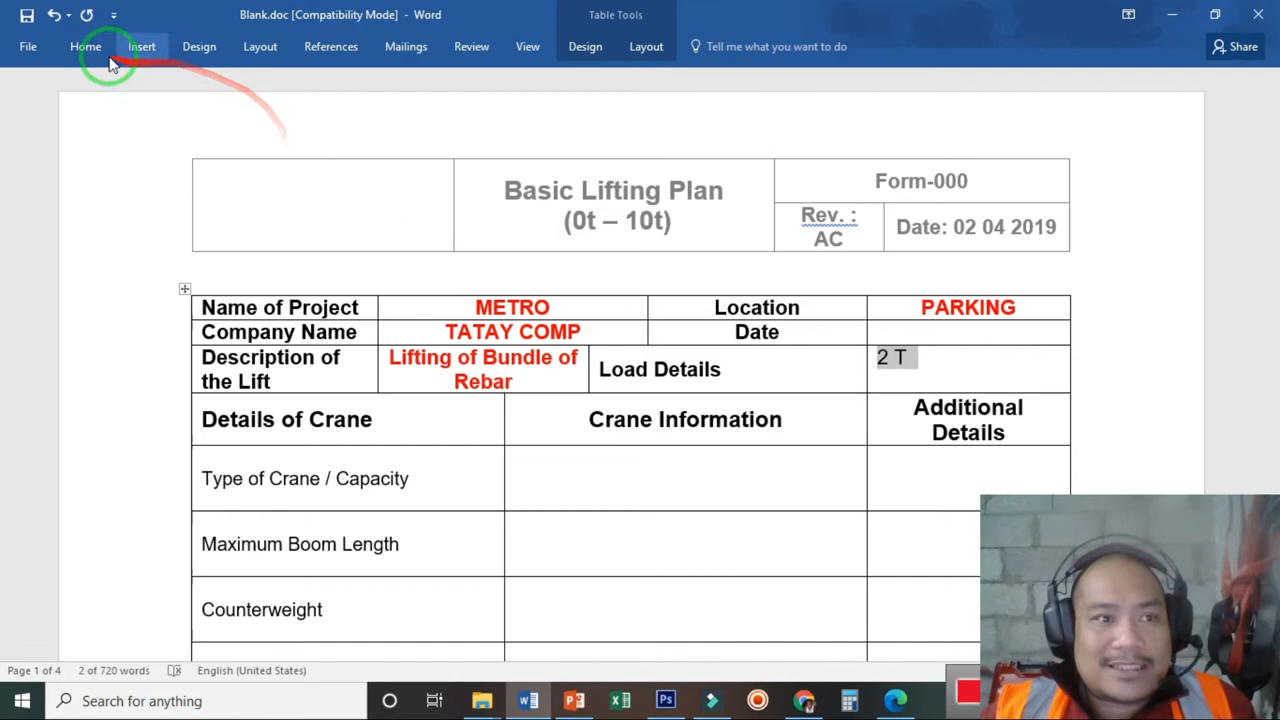 Blank.doc [Compatibility Mode] - Word
Table Tools
File Home Insert Design Layout References Mailings Review View Design Layout Tell me what you want to do Share
Basic Lifting Plan
(0t – 10t)
Form-000
Rev. :
AC
Date: 02 04 2019
Name of Project METRO Location PARKING
Company Name TATAY COMP Date
Description of
the Lift
Lifting of Bundle of
Rebar
Load Details
2 T
Details of Crane
Crane Information
Additional
Details
Type of Crane / Capacity
Maximum Boom Length
Counterweight
Page 1 of 4 2 of 720 words English (United States)
Search for anything